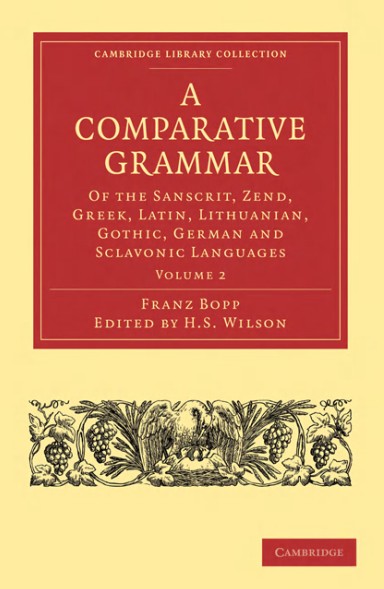 CAMBRIDGE LIBRARY COLLECTION
A
COMPARATIVE
GRAMMAR
OF THE SANSCRIT, ZEND,
GREEK, LATIN, LITHUANIAN,
GOTHIC, GERMAN AND
SCLAVONIC LANGUAGES
VOLUME 2
FRANZ BOPP
EDITED BY H.S. WILSON
CAMBRIDGE